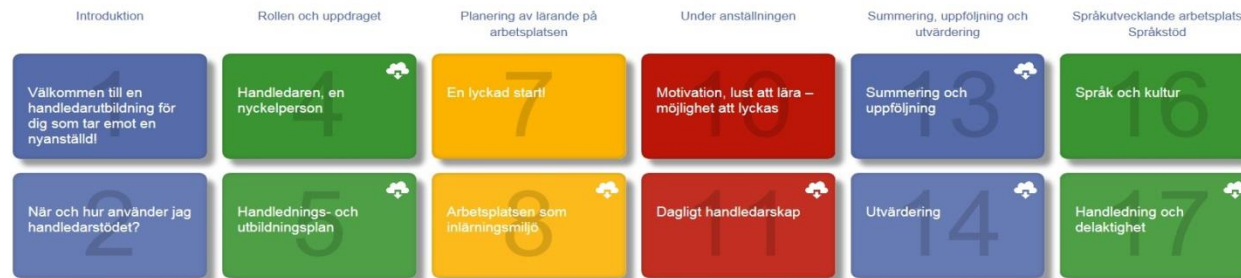 Introduktion
Rollen och uppdraget
Planering av lärande på
arbetsplatsen
Under anställningen
Summering, uppföljning och
utvärdering
Språkutvecklande arbetsplats
Språkstöd
1
Välkommen till en
handledarutbildning för
dig som tar emot en
nyanställd!
4
Handledaren, en
nyckelperson
7
En lyckad start!
10
Motivation, lust att lära –
möjlighet att lyckas
13
Summering och
uppföljning
16
Språk och kultur
2
När och hur använder jag
handledarstödet?
5
Handlednings- och
utbildningsplan
8
Arbetsplatsen som
inlärningsmiljö
11
Dagligt handledarskap
14
Utvärdering
17
Handledning och
delaktighet